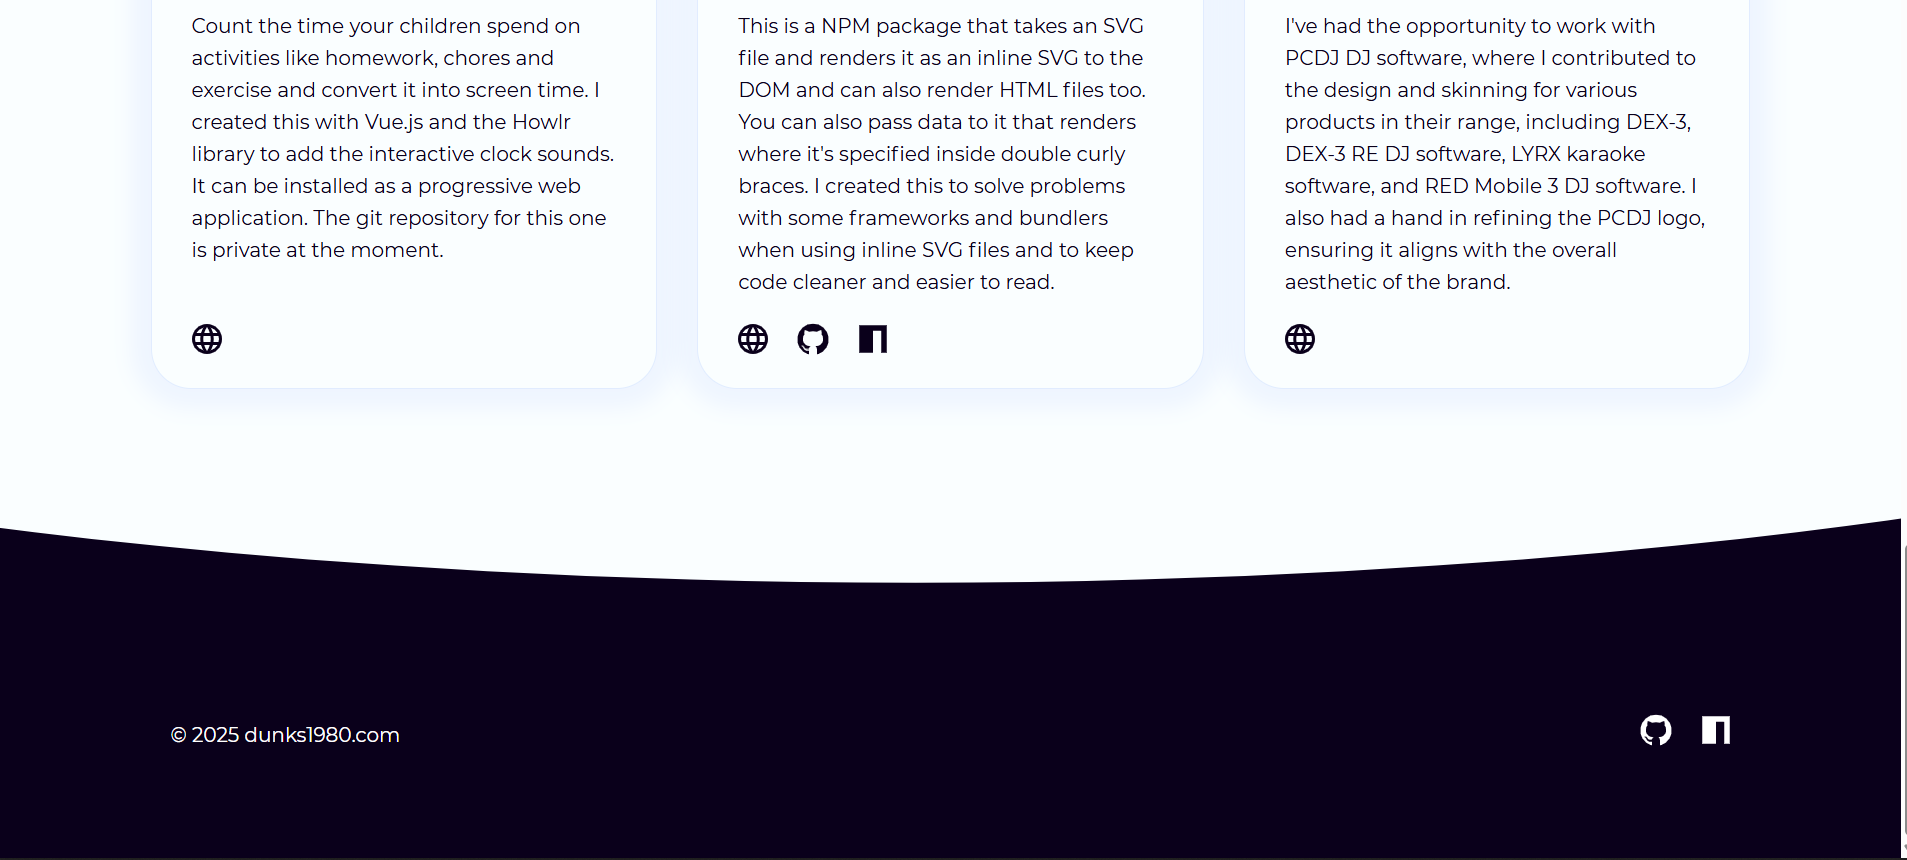 Count the time your children spend on
activities like homework, chores and
exercise and convert it into screen time. I
created this with Vue.js and the Howlr
library to add the interactive clock sounds.
It can be installed as a progressive web
application. The git repository for this one
is private at the moment.
This is a NPM package that takes an SVG
file and renders it as an inline SVG to the
DOM and can also render HTML files too.
You can also pass data to it that renders
where it's specified inside double curly
braces. I created this to solve problems
with some frameworks and bundlers
when using inline SVG files and to keep
code cleaner and easier to read.
I've had the opportunity to work with
PCDJ DJ software, where I contributed to
the design and skinning for various
products in their range, including DEX-3,
DEX-3 RE DJ software, LYRX karaoke
software, and RED Mobile 3 DJ software. I
also had a hand in refining the PCDJ logo,
ensuring it aligns with the overall
aesthetic of the brand.
© 2025 dunks1980.com